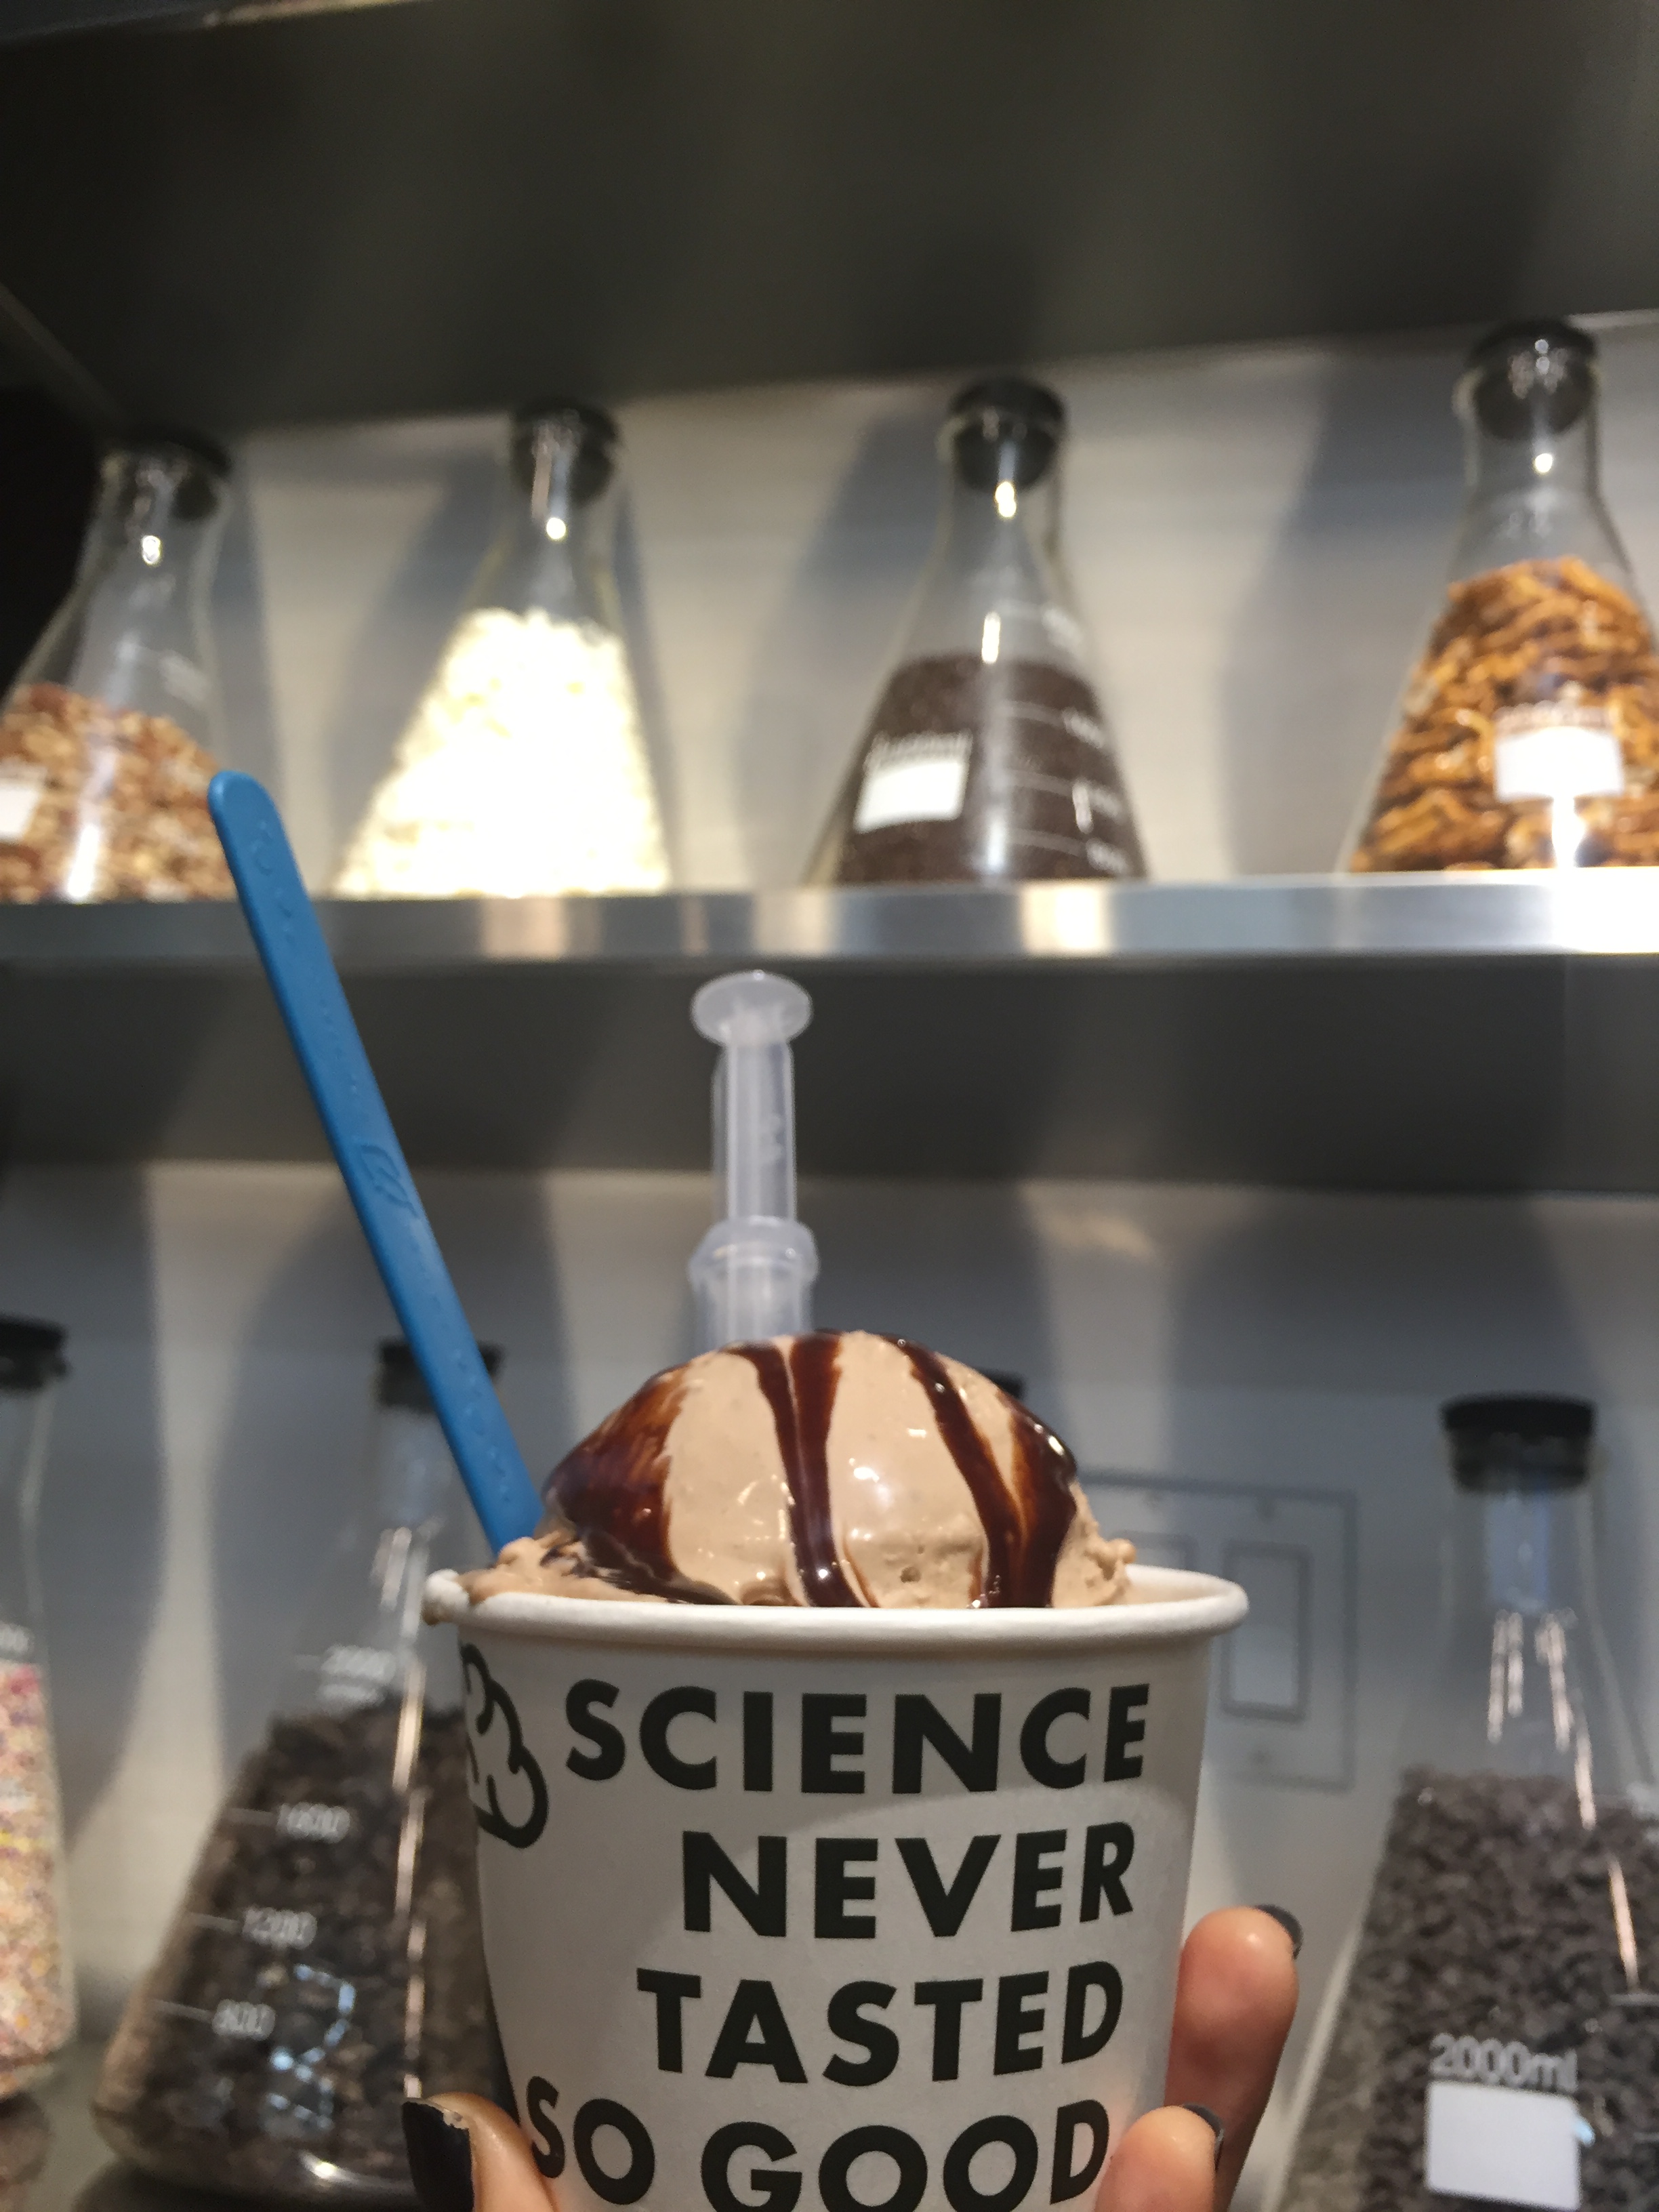 SCIENCE
NEVER
TASTED
SO GOOD
2000ml